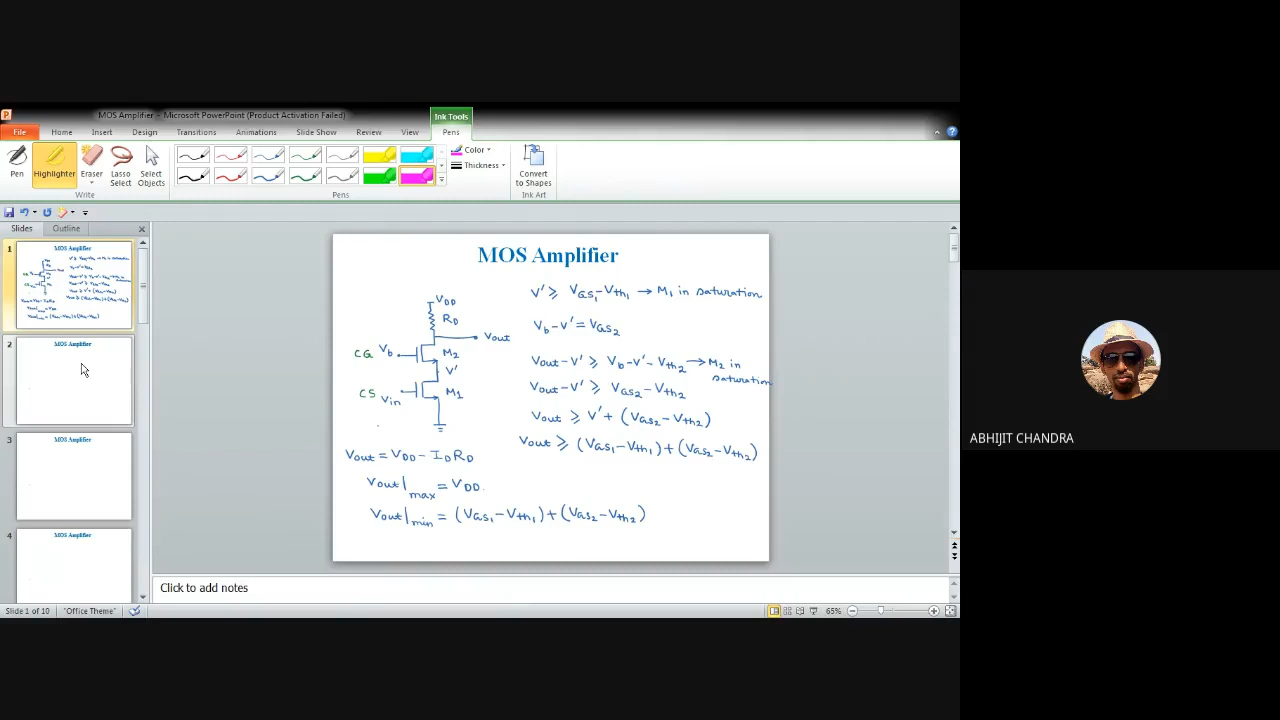 MOS Amplifier - Microsoft PowerPoint (Product Activation Failed)
Ink Tools
File Home Insert Design Transitions Animations Slide Show Review View Pens
Pen Highlighter Eraser Lasso Select Select Objects
Color
Thickness
Convert to Shapes
Write Pens Ink Art
Slides Outline
1
MOS Amplifier
2
MOS Amplifier
3
MOS Amplifier
4
MOS Amplifier
MOS Amplifier
VDD
RD
Vout
CG Vb M2
V'
CS Vin M1
Vout = VDD - IDRD
Vout|max = VDD.
Vout|min = (VGS1 - Vth1) + (VGS2 - Vth2)
V' ≥ VGS1 - Vth1 → M1 in saturation
Vb - V' = VGS2
Vout - V' ≥ Vb - V' - Vth2 → M2 in saturation
Vout - V' ≥ VGS2 - Vth2
Vout ≥ V' + (VGS2 - Vth2)
Vout ≥ (VGS1 - Vth1) + (VGS2 - Vth2)
Click to add notes
Slide 1 of 10 "Office Theme" 65%
ABHIJIT CHANDRA